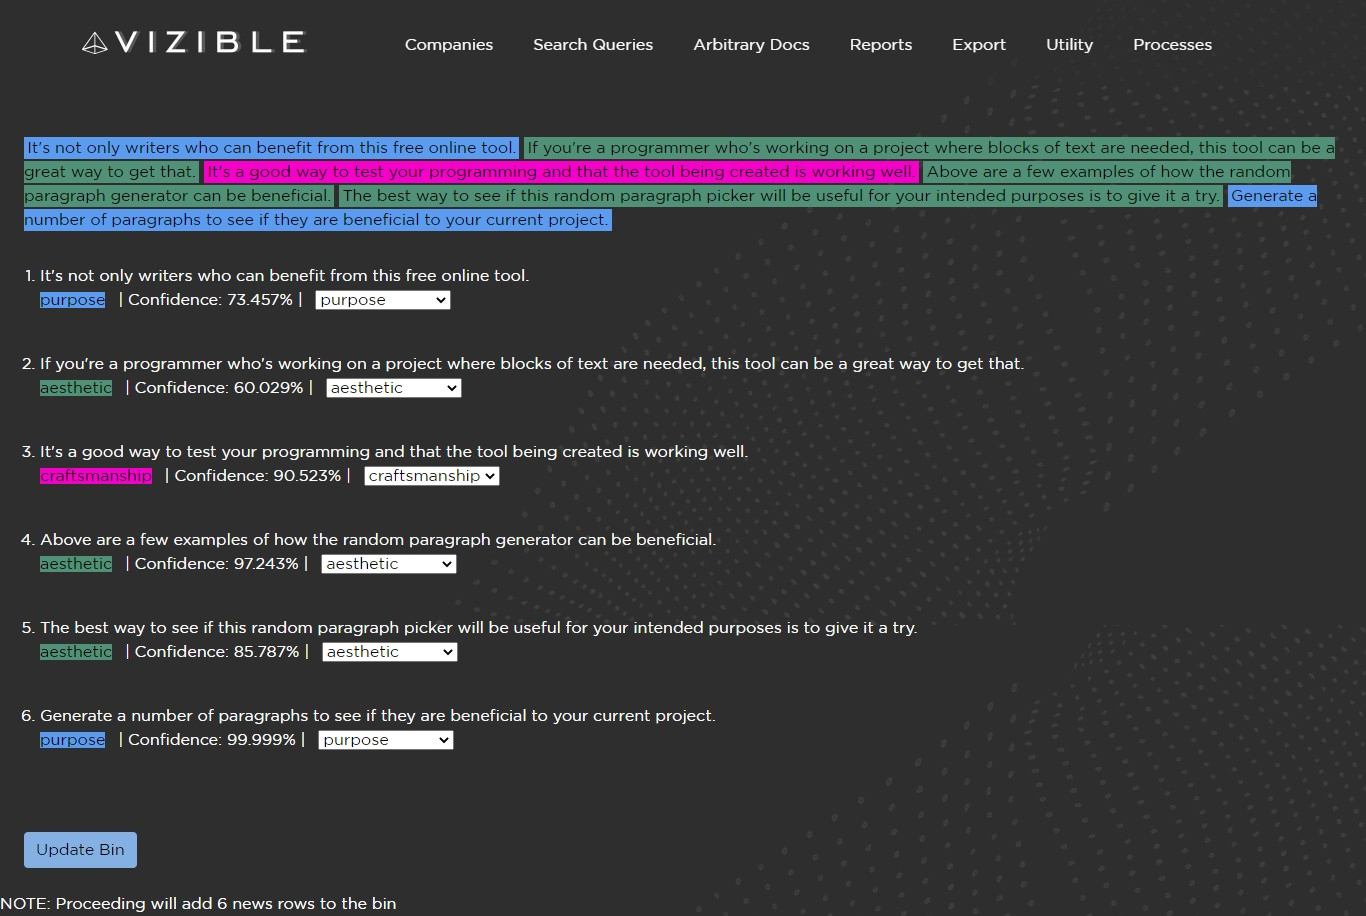 VIZIBLE
Companies Search Queries Arbitrary Docs Reports Export Utility Processes
It's not only writers who can benefit from this free online tool. If you're a programmer who's working on a project where blocks of text are needed, this tool can be a
great way to get that. It's a good way to test your programming and that the tool being created is working well. Above are a few examples of how the random
paragraph generator can be beneficial. The best way to see if this random paragraph picker will be useful for your intended purposes is to give it a try. Generate a
number of paragraphs to see if they are beneficial to your current project.
1. It's not only writers who can benefit from this free online tool.
purpose | Confidence: 73.457% | purpose
2. If you're a programmer who's working on a project where blocks of text are needed, this tool can be a great way to get that.
aesthetic | Confidence: 60.029% | aesthetic
3. It's a good way to test your programming and that the tool being created is working well.
craftsmanship | Confidence: 90.523% | craftsmanship
4. Above are a few examples of how the random paragraph generator can be beneficial.
aesthetic | Confidence: 97.243% | aesthetic
5. The best way to see if this random paragraph picker will be useful for your intended purposes is to give it a try.
aesthetic | Confidence: 85.787% | aesthetic
6. Generate a number of paragraphs to see if they are beneficial to your current project.
purpose | Confidence: 99.999% | purpose
Update Bin
NOTE: Proceeding will add 6 news rows to the bin